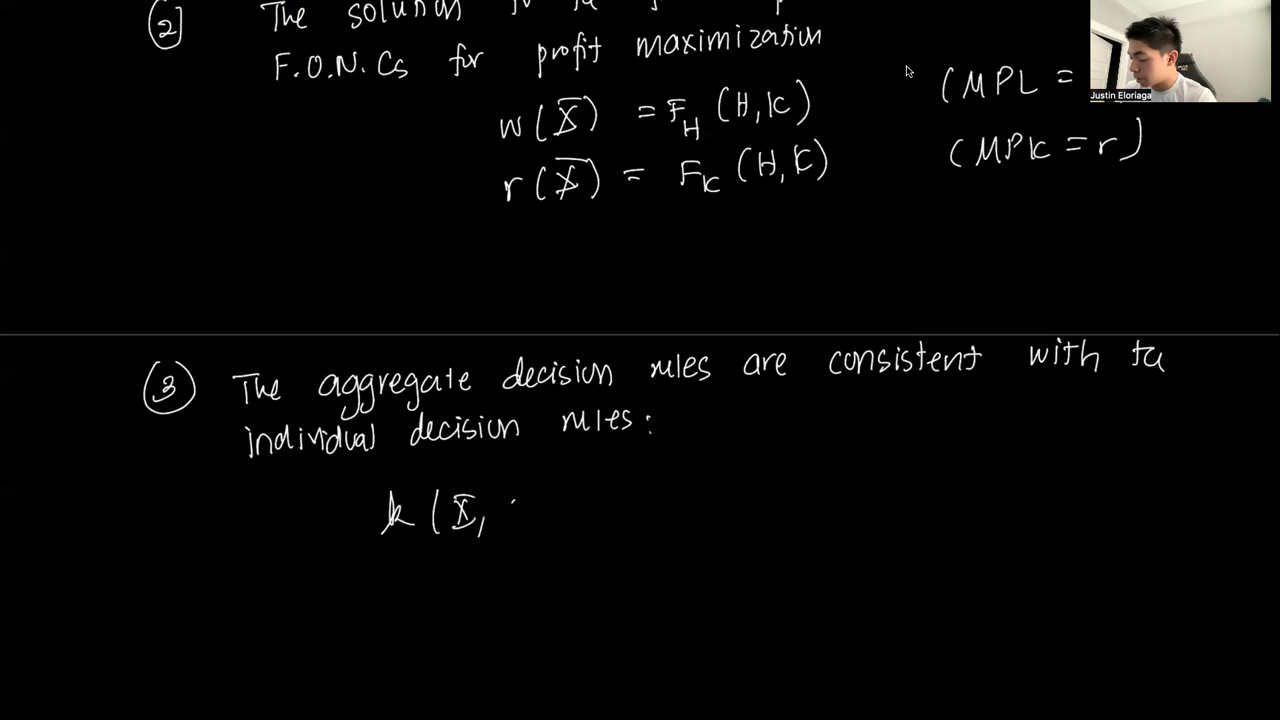 ② The solution
F.O.N.Cs for profit maximization
w(X) = F_H (H,K) (MPL =
r(X) = F_K (H,K) (MPK = r)
③ The aggregate decision rules are consistent with
individual decision rules:
k(X,
Justin Eloriaga